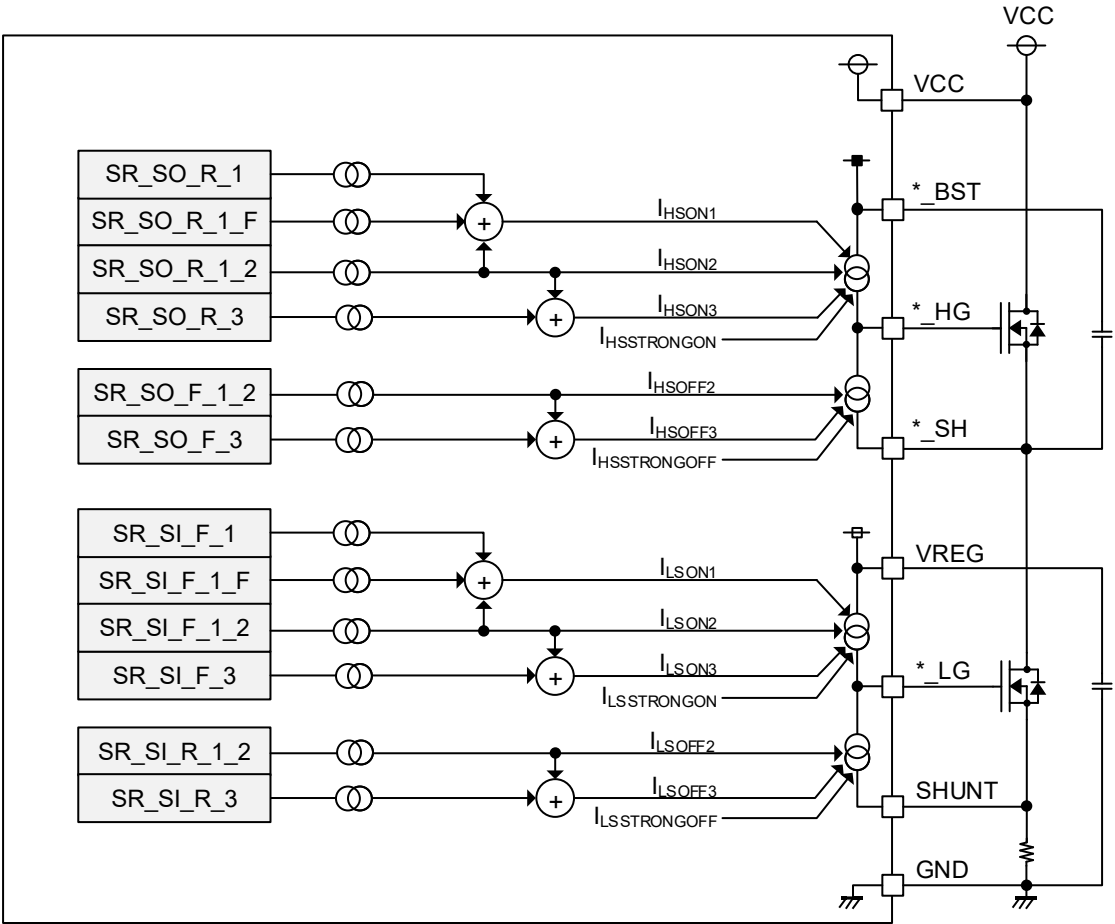 VCC
VCC
SR_SO_R_1
*_BST
SR_SO_R_1_F
IHSON1
SR_SO_R_1_2
IHSON2
SR_SO_R_3
IHSON3
*_HG
IHSSTRONGON
SR_SO_F_1_2
IHSOFF2
SR_SO_F_3
IHSOFF3
*_SH
IHSSTRONGOFF
SR_SI_F_1
VREG
SR_SI_F_1_F
ILSON1
SR_SI_F_1_2
ILSON2
SR_SI_F_3
ILSON3
*_LG
ILSSTRONGON
SR_SI_R_1_2
ILSOFF2
SR_SI_R_3
ILSOFF3
SHUNT
ILSSTRONGOFF
GND
+
+
+
+
+
+